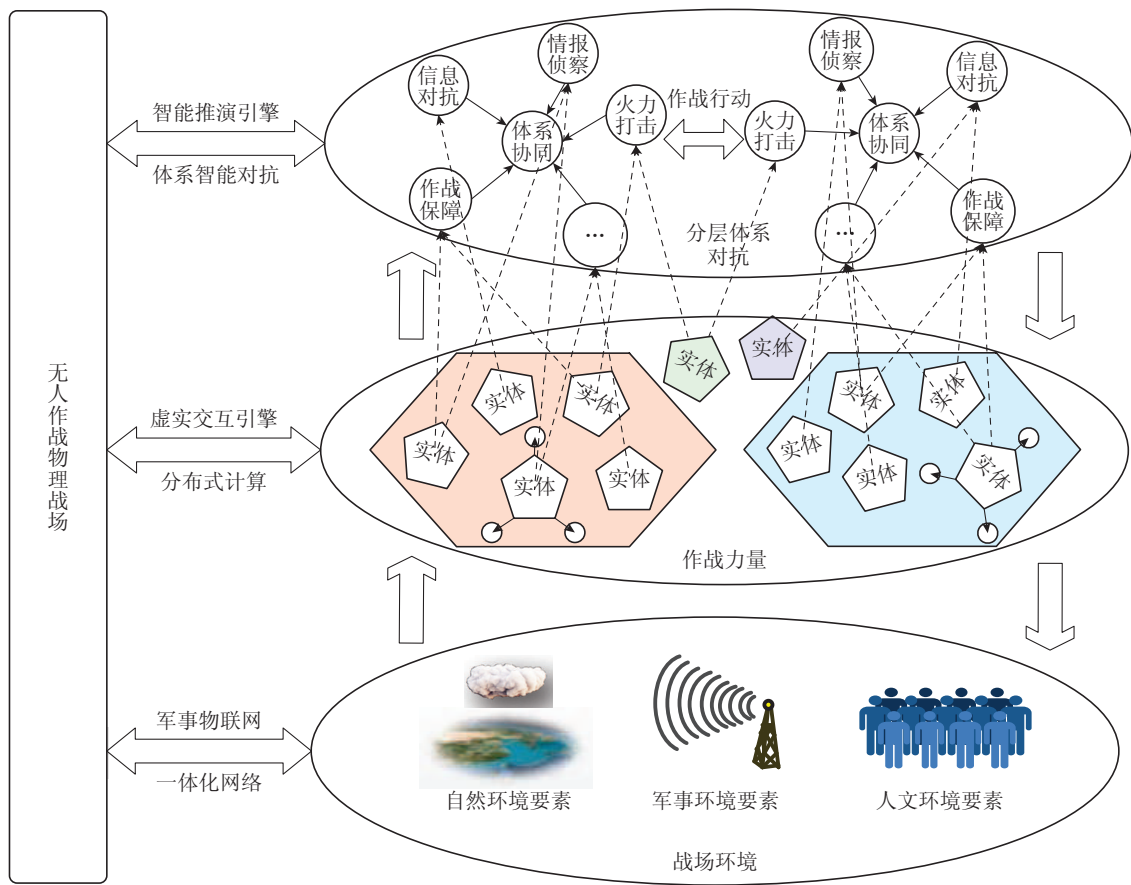 情报
侦察
信息
对抗
火力
打击
体系
协同
作战
保障
...
作战行动
火力
打击
情报
侦察
信息
对抗
体系
协同
作战
保障
...
分层体系
对抗
智能推演引擎
体系智能对抗
无人作战物理战场
虚实交互引擎
分布式计算
实体
实体
实体
实体
实体
实体
实体
实体
实体
实体
实体
实体
作战力量
军事物联网
一体化网络
自然环境要素
军事环境要素
人文环境要素
战场环境